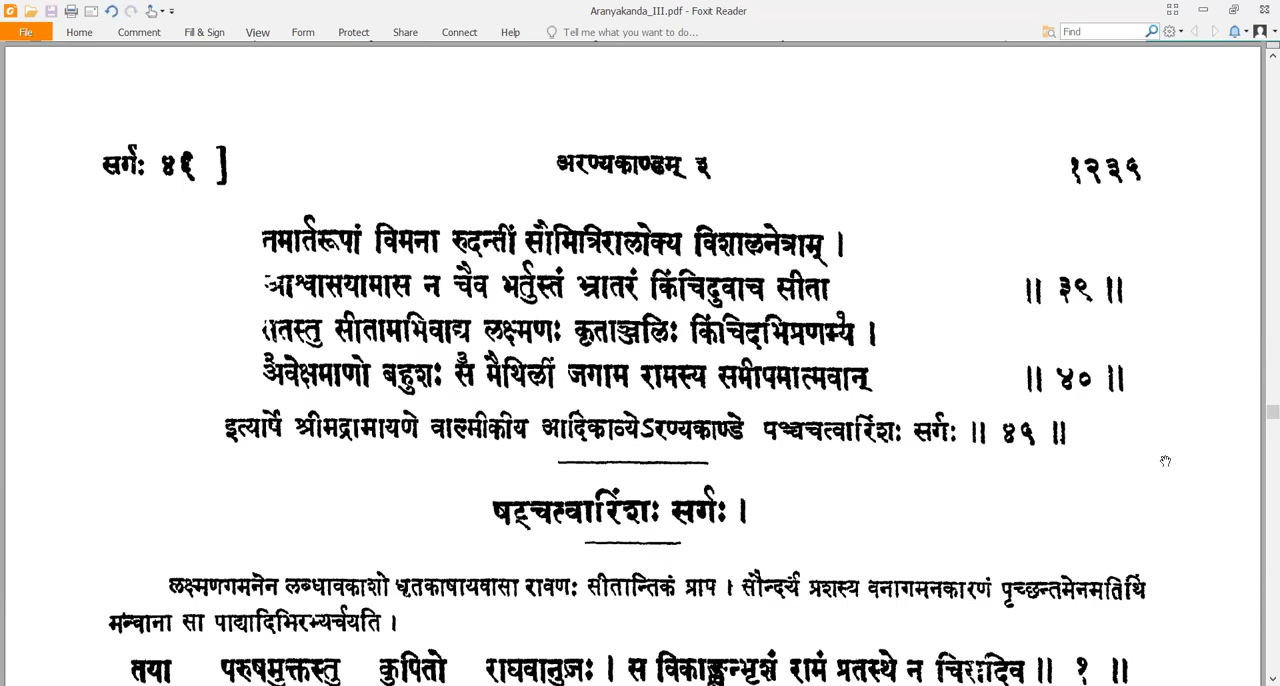 Aranyakanda_III.pdf - Foxit Reader
File Home Comment Fill & Sign View Form Protect Share Connect Help Tell me what you want to do... Find
सर्गः ४६ ] अरण्यकाण्डम् ३ १२३५
तमार्तरूपां विमना रुदन्तीं सौमित्रिरालोक्य विशालनेत्राम् ।
आश्वासयामास न चैव भर्तुस्तं भ्रातरं किंचिदुवाच सीता ॥ ३९ ॥
ततस्तु सीतामभिवाद्य लक्ष्मणः कृताञ्जलिः किंचिदभिप्रणम्य ।
अवेक्षमाणो बहुशः स मैथिलीं जगाम रामस्य समीपमात्मवान् ॥ ४० ॥
इत्यार्षे श्रीमद्रामायणे वाल्मीकीय आदिकाव्येऽरण्यकाण्डे पञ्चचत्वारिंशः सर्गः ॥ ४५ ॥
षट्चत्वारिंशः सर्गः ।
लक्ष्मणगमनेन लब्धावकाशो धृतकाषायवासा रावणः सीतान्तिकं प्राप । सौन्दर्यं प्रशस्य वनागमनकारणं पृच्छन्तमेनमतिथिं
मन्वाना सा पाद्यादिभिरभ्यर्चयति ।
तया परुषमुक्तस्तु कुपितो राघवानुजः । स विकाङ्क्षन्भृशं रामं प्रतस्थे न चिरादिव ॥ १ ॥